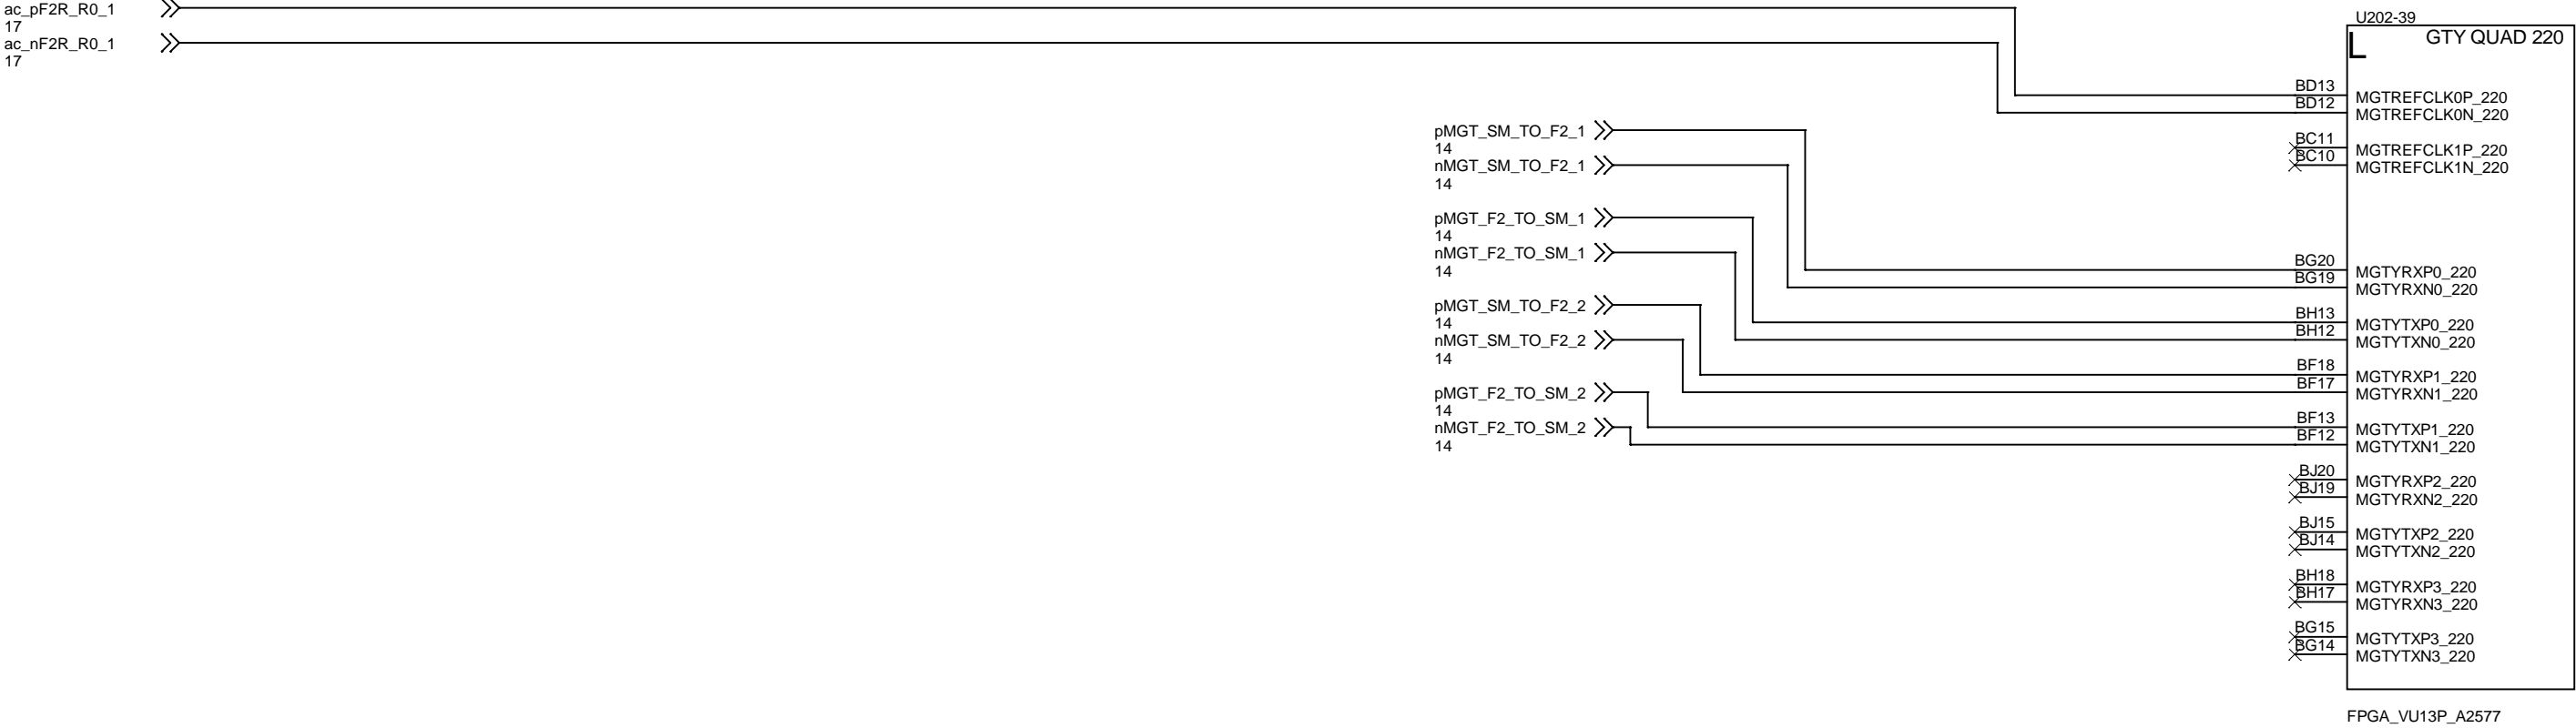 ac_pF2R_R0_1
17
ac_nF2R_R0_1
17
U202-39
L
GTY QUAD 220
BD13 MGTREFCLK0P_220
BD12 MGTREFCLK0N_220
pMGT_SM_TO_F2_1
14
BC11 MGTREFCLK1P_220
nMGT_SM_TO_F2_1
BC10 MGTREFCLK1N_220
14
pMGT_F2_TO_SM_1
14
nMGT_F2_TO_SM_1
14
BG20 MGTYRXP0_220
BG19 MGTYRXN0_220
pMGT_SM_TO_F2_2
14
BH13 MGTYTXP0_220
nMGT_SM_TO_F2_2
BH12 MGTYTXN0_220
14
BF18 MGTYRXP1_220
pMGT_F2_TO_SM_2
BF17 MGTYRXN1_220
14
nMGT_F2_TO_SM_2
BF13 MGTYTXP1_220
14
BF12 MGTYTXN1_220
BJ20 MGTYRXP2_220
BJ19 MGTYRXN2_220
BJ15 MGTYTXP2_220
BJ14 MGTYTXN2_220
BH18 MGTYRXP3_220
BH17 MGTYRXN3_220
BG15 MGTYTXP3_220
BG14 MGTYTXN3_220
FPGA_VU13P_A2577